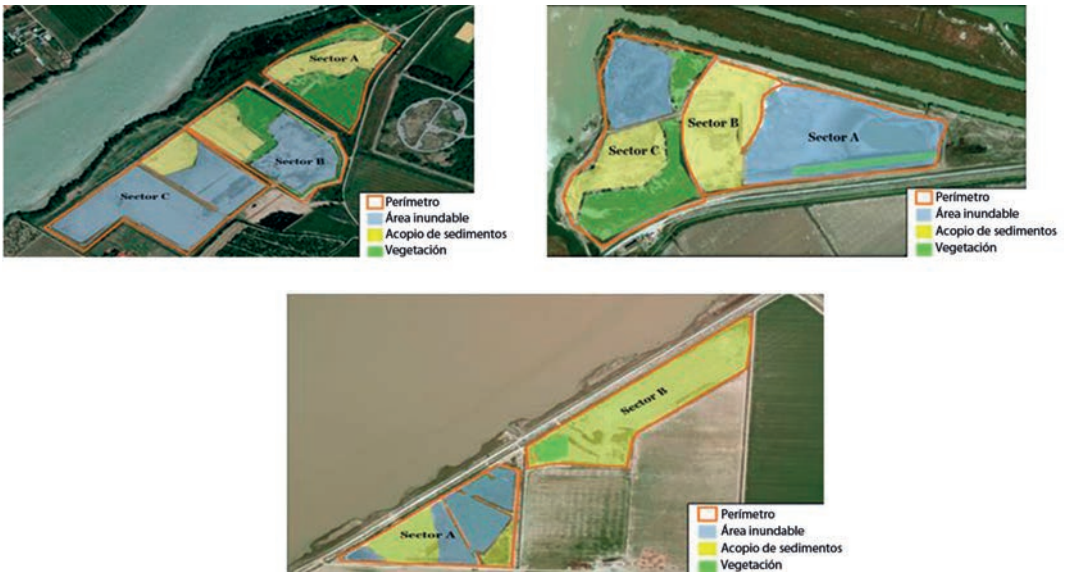 Sector A
Sector B
Sector C
Perímetro
Área inundable
Acopio de sedimentos
Vegetación
Sector B
Sector A
Sector C
Perímetro
Área inundable
Acopio de sedimentos
Vegetación
Sector B
Sector A
Perímetro
Área inundable
Acopio de sedimentos
Vegetación